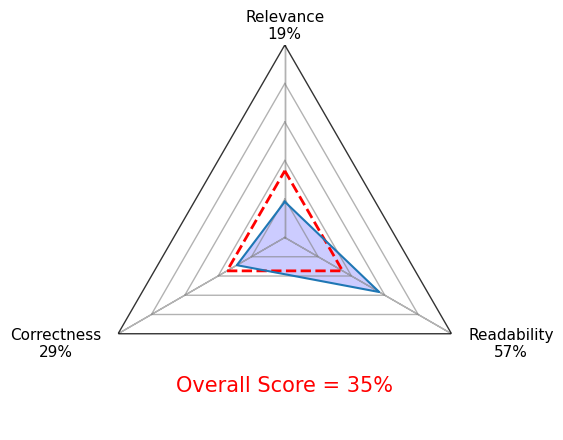 Relevance
19%
Correctness
29%
Readability
57%
Overall Score = 35%